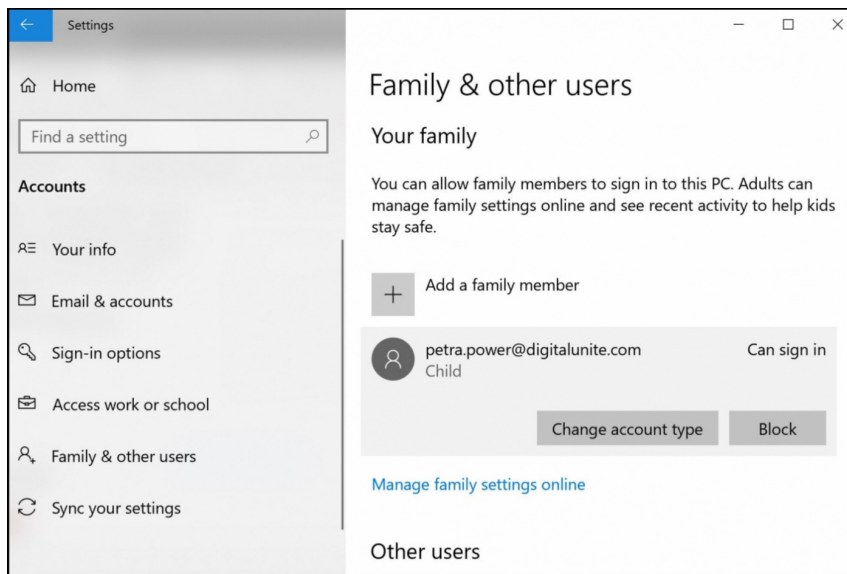 Settings
Home
Find a setting
Accounts
Your info
Email & accounts
Sign-in options
Access work or school
Family & other users
Sync your settings
Family & other users
Your family
You can allow family members to sign in to this PC. Adults can
manage family settings online and see recent activity to help kids
stay safe.
Add a family member
petra.power@digitalunite.com Can sign in
Child
Change account type Block
Manage family settings online
Other users